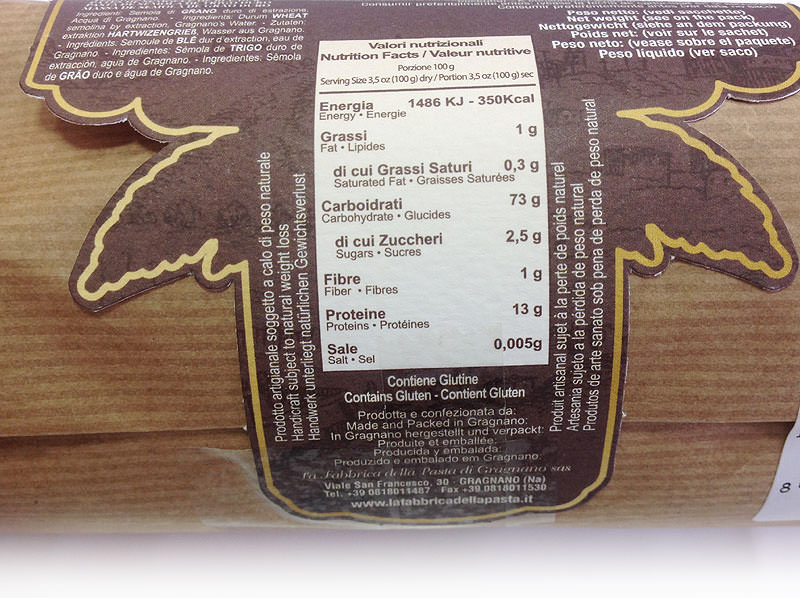 Ingredienti: Semola di GRANO duro di estrazione,
Acqua di Gragnano. Ingredients: Durum WHEAT
semolina by extraction, Gragnano's Water - Zutaten:
extraktion HARTWIZENGRIEß, Wasser aus Gragnano.
- Ingrédients: Semoule de BLÉ dur d'extraction, eau de
Gragnano. - Ingredientes: Sémola de TRIGO duro de
extracción, agua de Gragnano. - Ingredientes: Sêmola
de GRÃO duro e água de Gragnano.
Net weight (see on the pack)
Nettogewicht (sieha an dem packung)
Poids net: (voir sur le sachet)
Peso neto: (vease sobre el paquete)
Peso liquido (ver saco)
Valori nutrizionali
Nutrition Facts / Valeur nutritive
Porzione 100 g
Serving Size 3,5 oz (100 g) dry / Portion 3,5 oz (100 g) sec
Energia 1486 KJ - 350Kcal
Energy • Energie
Grassi 1 g
Fat • Lipides
di cui Grassi Saturi 0,3 g
Saturated Fat • Graisses Saturées
Carboidrati 73 g
Carbohydrate • Glucides
di cui Zuccheri 2,5 g
Sugars • Sucres
Fibre 1 g
Fiber • Fibres
Proteine 13 g
Proteins • Protéines
Sale 0,005g
Salt • Sel
Prodotto artigianale soggetto a calo di peso naturale
Handicraft subject to natural weight loss
Handwerk unterliegt natürlichen Gewichtsverlust
Produit artisanal sujet à la perte de poids naturel
Artesania sujeto a la pérdida de peso natural
Produtos de arte sanato sob pena de perda de peso natural
Contiene Glutine
Contains Gluten - Contient Gluten
Prodotta e confezionata da:
Made and Packed in Gragnano:
In Gragnano hergestellt und verpackt:
Produite et emballée:
Producida y embalada:
Produzido e embalado em Gragnano:
La Fabbrica della Pasta di Gragnano sas
Viale San Francesco, 30 - GRAGNANO (Na)
Tel. +39 0818011487 - Fax +39 0818011530
www.lafabbricadellapasta.it
8